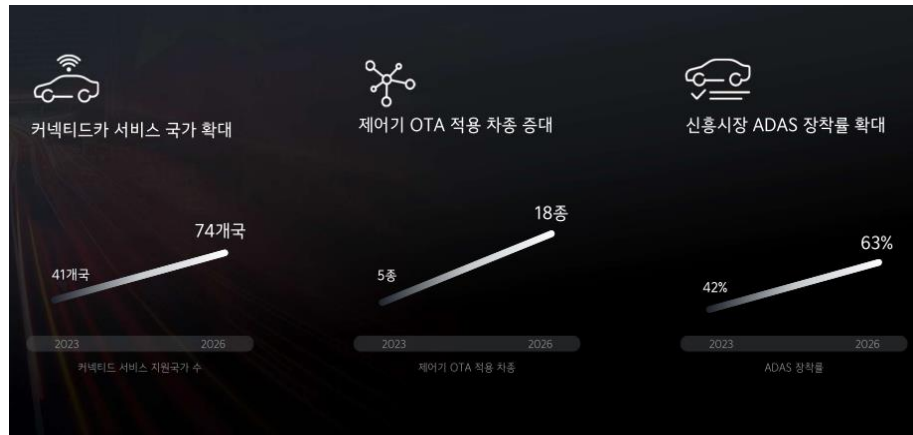 커넥티드카 서비스 국가 확대
74개국
41개국
2023 2026
커넥티드 서비스 지원국가 수
제어기 OTA 적용 차종 증대
18종
5종
2023 2026
제어기 OTA 적용 차종
신흥시장 ADAS 장착률 확대
63%
42%
2023 2026
ADAS 장착률